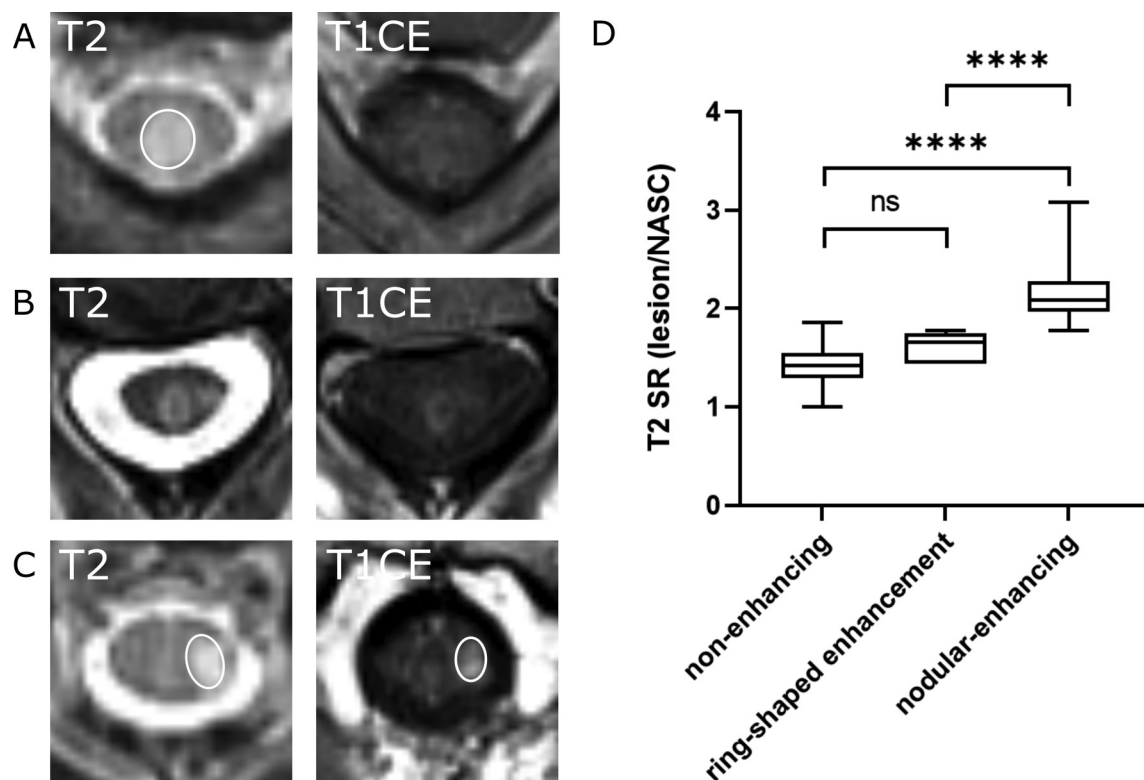 A
T2
T1CE
B
T2
T1CE
C
T2
T1CE
D
****
****
ns
T2 SR (lesion/NASC)
4
3
2
1
0
non-enhancing
ring-shaped enhancement
nodular-enhancing